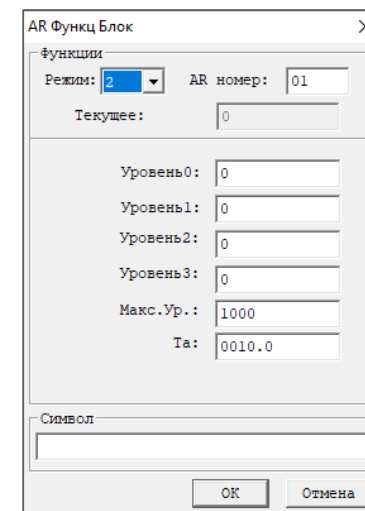 AR Функц Блок
Функции
Режим: 2 AR номер: 01
Текущее: 0
Уровень0: 0
Уровень1: 0
Уровень2: 0
Уровень3: 0
Макс.Ур.: 1000
Ta: 0010.0
Символ
OK Отмена